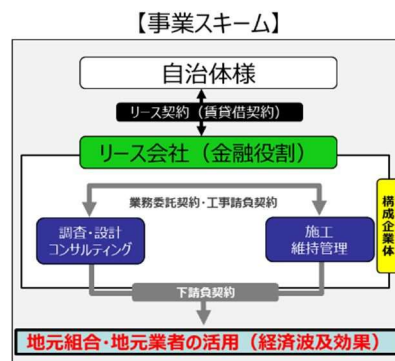 【事業スキーム】
自治体様
リース契約（賃貸借契約）
リース会社（金融役割）
業務委託契約・工事請負契約
調査・設計
コンサルティング
施工
維持管理
構成企業体
下請負契約
地元組合・地元業者の活用（経済波及効果）